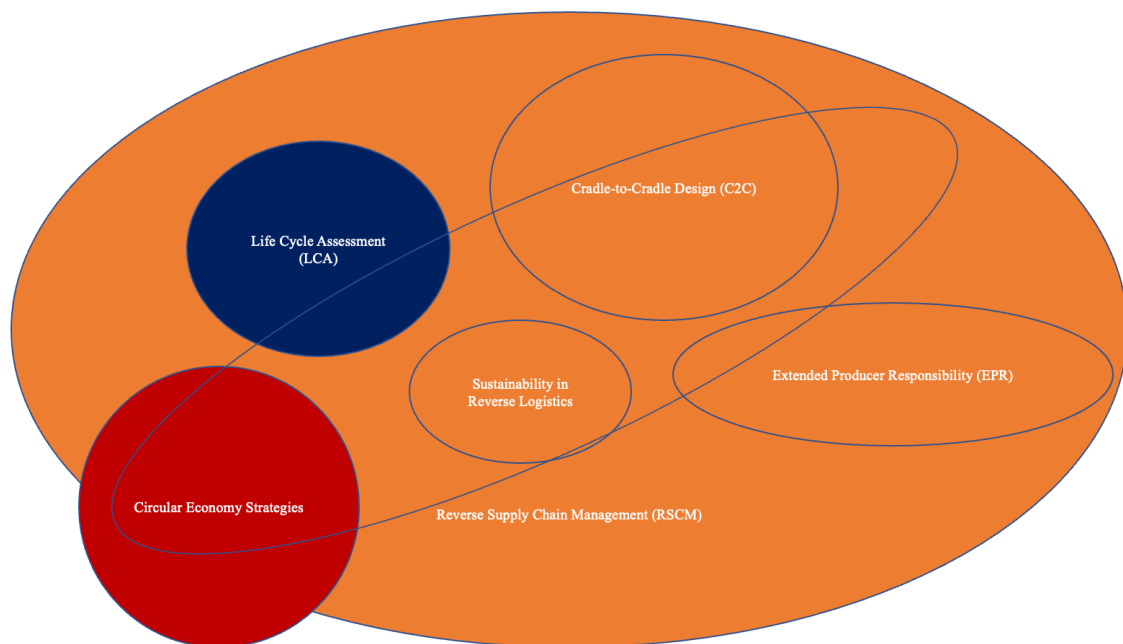 Cradle-to-Cradle Design (C2C)
Life Cycle Assessment
(LCA)
Extended Producer Responsibility (EPR)
Sustainability in
Reverse Logistics
Circular Economy Strategies
Reverse Supply Chain Management (RSCM)